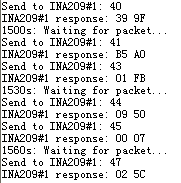 Send to INA209#1: 40
INA209#1 response: 39 9F
1500s: Waiting for packet...
Send to INA209#1: 41
INA209#1 response: B5 A0
Send to INA209#1: 43
INA209#1 response: 01 FB
1530s: Waiting for packet...
Send to INA209#1: 44
INA209#1 response: 09 50
Send to INA209#1: 45
INA209#1 response: 00 07
1560s: Waiting for packet...
Send to INA209#1: 47
INA209#1 response: 02 5C